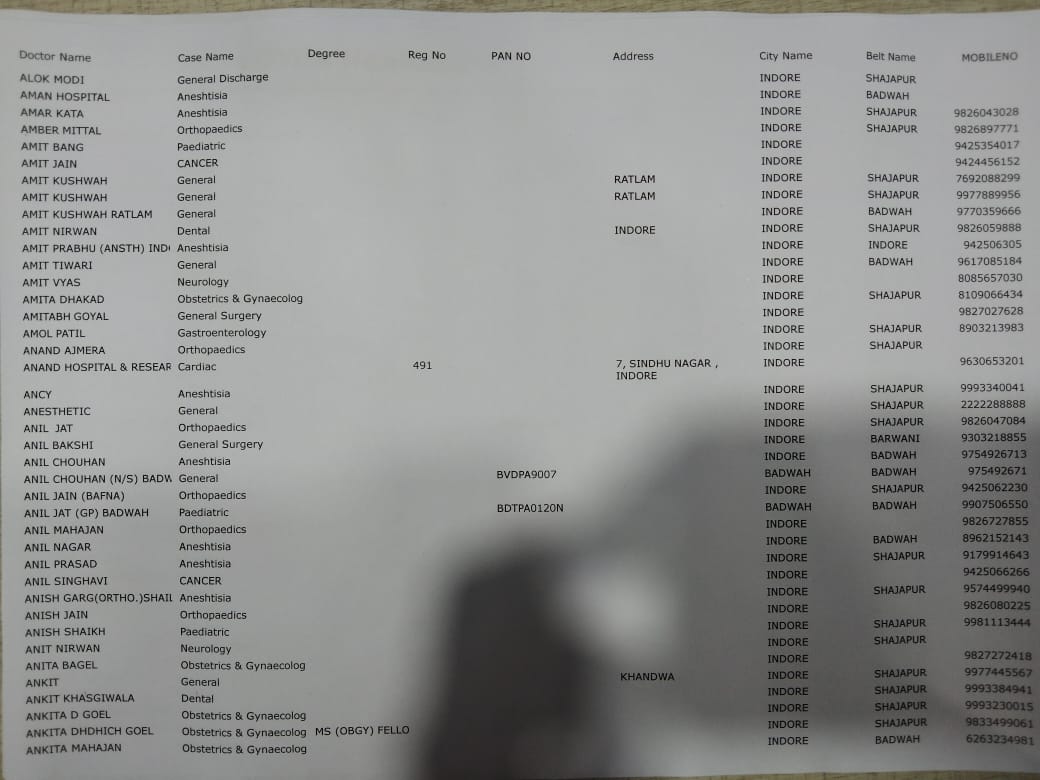 Doctor Name Case Name Degree Reg No PAN NO Address City Name Belt Name MOBILENO
ALOK MODI General Discharge INDORE SHAJAPUR
AMAN HOSPITAL Aneshtisia INDORE BADWAH
AMAR KATA Aneshtisia INDORE SHAJAPUR 9826043028
AMBER MITTAL Orthopaedics INDORE SHAJAPUR 9826897771
AMIT BANG Paediatric INDORE 9425354017
AMIT JAIN CANCER INDORE 9424456152
AMIT KUSHWAH General RATLAM INDORE SHAJAPUR 7692088299
AMIT KUSHWAH General RATLAM INDORE SHAJAPUR 9977889956
AMIT KUSHWAH RATLAM General INDORE BADWAH 9770359666
AMIT NIRWAN Dental INDORE INDORE SHAJAPUR 9826059888
AMIT PRABHU (ANSTH) IND Aneshtisia INDORE INDORE 942506305
AMIT TIWARI General INDORE BADWAH 9617085184
AMIT VYAS Neurology INDORE 8085657030
AMITA DHAKAD Obstetrics & Gynaecolog INDORE SHAJAPUR 8109066434
AMITABH GOYAL General Surgery INDORE 9827027628
AMOL PATIL Gastroenterology INDORE SHAJAPUR 8903213983
ANAND AJMERA Orthopaedics INDORE SHAJAPUR
ANAND HOSPITAL & RESEAR Cardiac 491 7, SINDHU NAGAR , INDORE 9630653201
INDORE
ANCY Aneshtisia INDORE SHAJAPUR 9993340041
ANESTHETIC General INDORE SHAJAPUR 2222288888
ANIL JAT Orthopaedics INDORE SHAJAPUR 9826047084
ANIL BAKSHI General Surgery INDORE BARWANI 9303218855
ANIL CHOUHAN Aneshtisia INDORE BADWAH 9754926713
ANIL CHOUHAN (N/S) BADW General BVDPA9007 BADWAH BADWAH 975492671
ANIL JAIN (BAFNA) Orthopaedics INDORE SHAJAPUR 9425062230
ANIL JAT (GP) BADWAH Paediatric BDTPA0120N BADWAH BADWAH 9907506550
ANIL MAHAJAN Orthopaedics INDORE 9826727855
ANIL NAGAR Aneshtisia INDORE BADWAH 8962152143
ANIL PRASAD Aneshtisia INDORE SHAJAPUR 9179914643
ANIL SINGHAVI CANCER INDORE 9425066266
ANISH GARG(ORTHO.)SHAIL Aneshtisia INDORE SHAJAPUR 9574499940
ANISH JAIN Orthopaedics INDORE 9826080225
ANISH SHAIKH Paediatric INDORE SHAJAPUR 9981113444
ANIT NIRWAN Neurology INDORE SHAJAPUR
ANITA BAGEL Obstetrics & Gynaecolog INDORE 9827272418
ANKIT General KHANDWA INDORE SHAJAPUR 9977445567
ANKIT KHASGIWALA Dental INDORE SHAJAPUR 9993384941
ANKITA D GOEL Obstetrics & Gynaecolog INDORE SHAJAPUR 9993230015
ANKITA DHDHICH GOEL Obstetrics & Gynaecolog MS (OBGY) FELLO INDORE SHAJAPUR 9833499061
ANKITA MAHAJAN Obstetrics & Gynaecolog INDORE BADWAH 6263234981